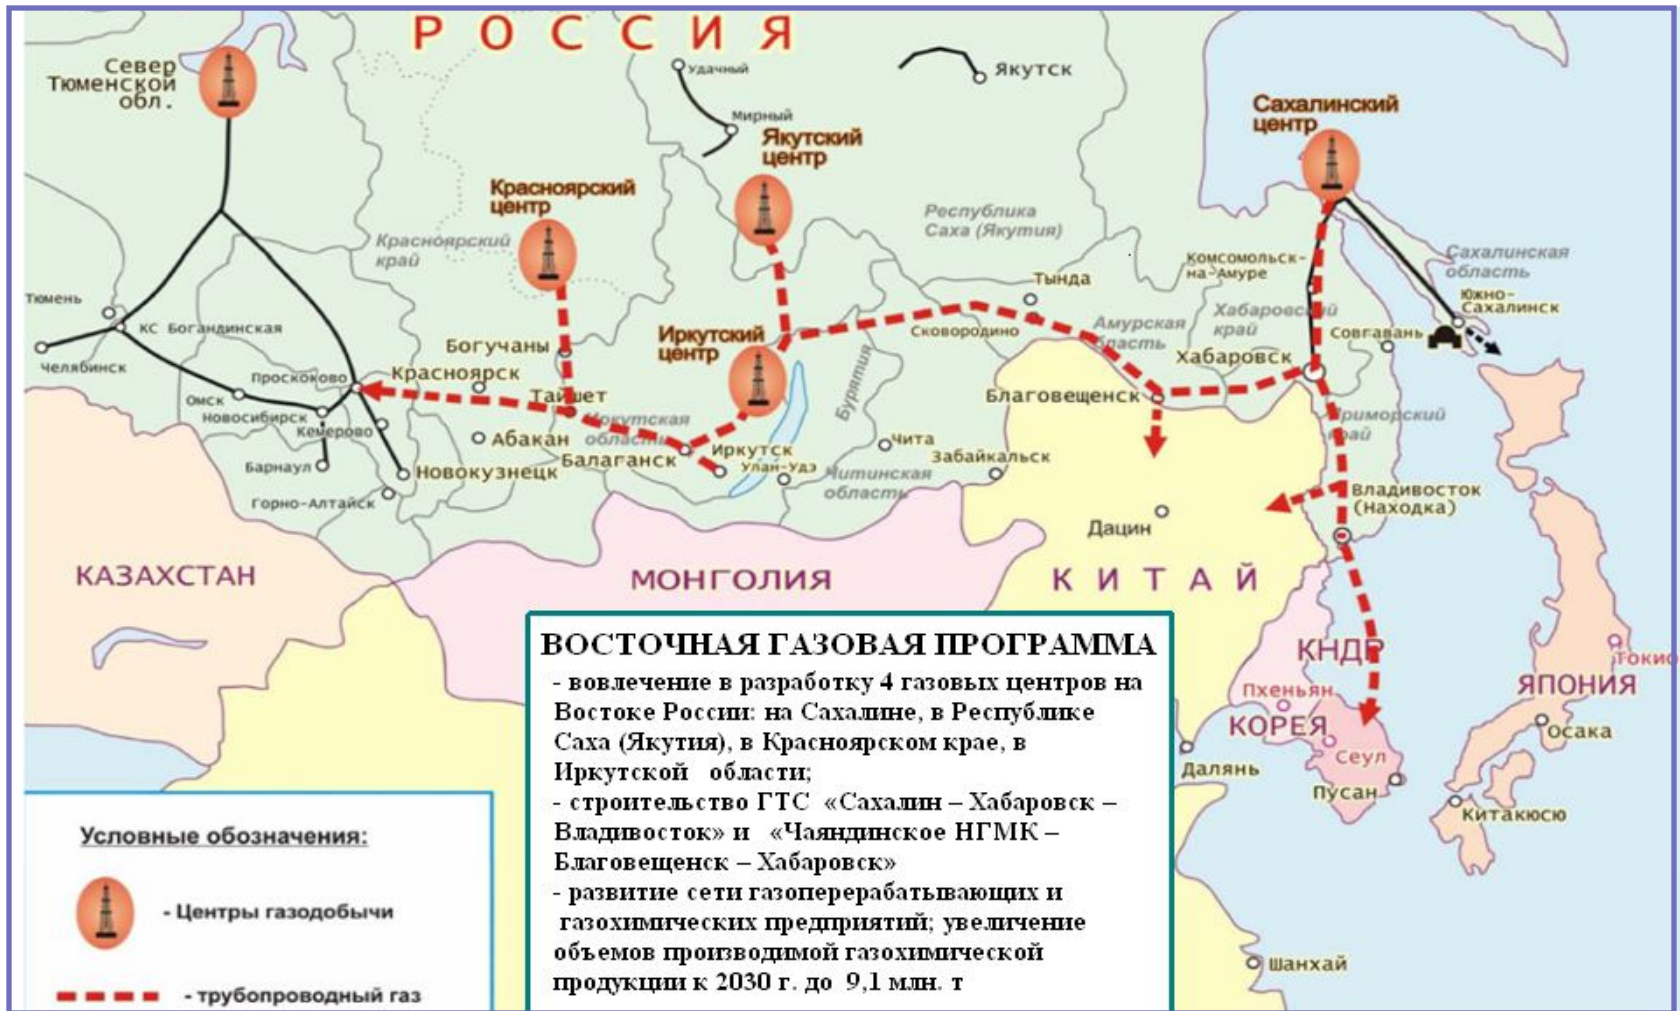 РОССИЯ
Север
Тюменской
обл.
Удачный
Якутск
Мирный
Якутский
центр
Сахалинский
центр
Красноярский
центр
Красноярский
край
Республика
Саха (Якутия)
Комсомольск-
на-Амуре
Сахалинская
область
Тында
Южно-
Сахалинск
Тюмень
КС Богандинская
Челябинск
Сковородино
Амурская
область
Хабаровский
край
Совгавань
Иркутский
центр
Богучаны
Хабаровск
Красноярск
Проскоково
Омск
Тайшет
Бурятия
Благовещенск
Новосибирск
Кемерово
Иркутская
область
Приморский
край
Абакан
Балаганск
Иркутск
Улан-Удэ
Чита
Забайкальск
Барнаул
Новокузнецк
Читинская
область
Горно-Алтайск
Владивосток
(Находка)
Дацин
КАЗАХСТАН
МОНГОЛИЯ
КИТАЙ
КНДР
Токио
Пхеньян
ЯПОНИЯ
КОРЕЯ
Осака
Сеул
Далянь
Пусан
Китакюсю
Шанхай
ВОСТОЧНАЯ ГАЗОВАЯ ПРОГРАММА
- вовлечение в разработку 4 газовых центров на
Востоке России: на Сахалине, в Республике
Саха (Якутия), в Красноярском крае, в
Иркутской области;
- строительство ГТС «Сахалин – Хабаровск –
Владивосток» и «Чаяндинское НГМК –
Благовещенск – Хабаровск»
- развитие сети газоперерабатывающих и
газохимических предприятий; увеличение
объемов производимой газохимической
продукции к 2030 г. до 9,1 млн. т
Условные обозначения:
- Центры газодобычи
- трубопроводный газ